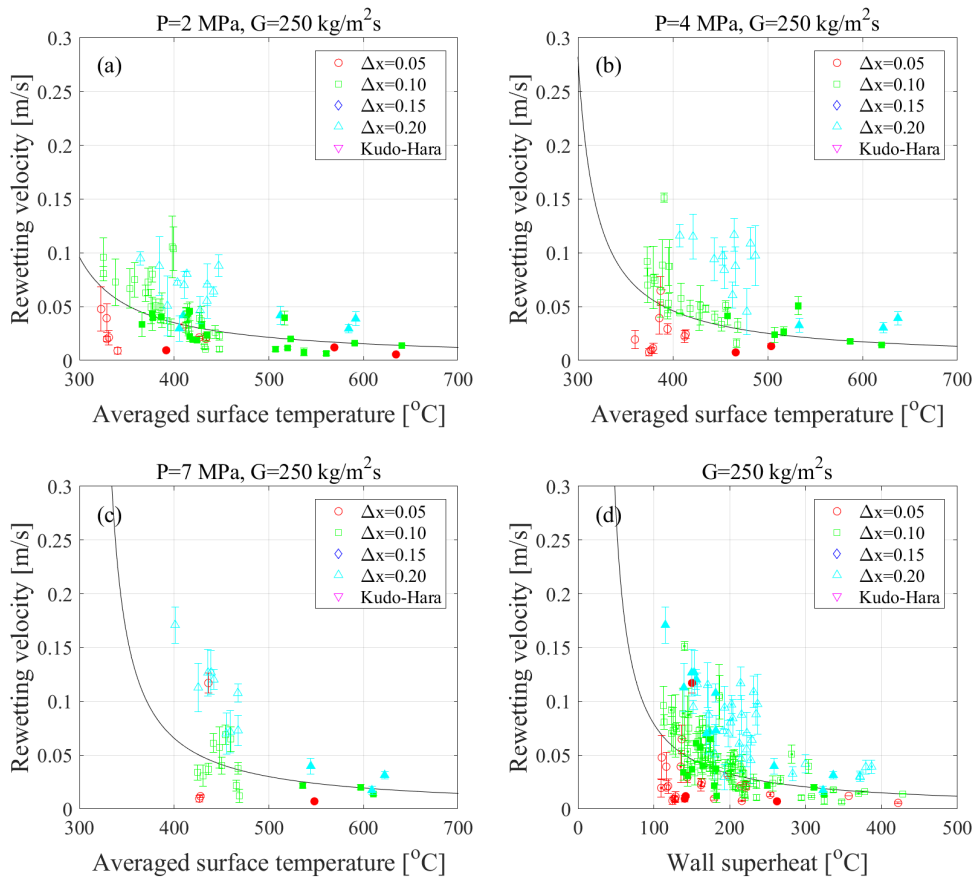 P=2 MPa, G=250 kg/m²s
(a)
Δx=0.05
Δx=0.10
Δx=0.15
Δx=0.20
Kudo-Hara
0.3
0.25
0.2
0.15
0.1
0.05
0
Rewetting velocity [m/s]
300 400 500 600 700
Averaged surface temperature [°C]
P=4 MPa, G=250 kg/m²s
(b)
Δx=0.05
Δx=0.10
Δx=0.15
Δx=0.20
Kudo-Hara
0.3
0.25
0.2
0.15
0.1
0.05
0
Rewetting velocity [m/s]
300 400 500 600 700
Averaged surface temperature [°C]
P=7 MPa, G=250 kg/m²s
(c)
Δx=0.05
Δx=0.10
Δx=0.15
Δx=0.20
Kudo-Hara
0.3
0.25
0.2
0.15
0.1
0.05
0
Rewetting velocity [m/s]
300 400 500 600 700
Averaged surface temperature [°C]
G=250 kg/m²s
(d)
Δx=0.05
Δx=0.10
Δx=0.15
Δx=0.20
Kudo-Hara
0.3
0.25
0.2
0.15
0.1
0.05
0
Rewetting velocity [m/s]
0 100 200 300 400 500
Wall superheat [°C]